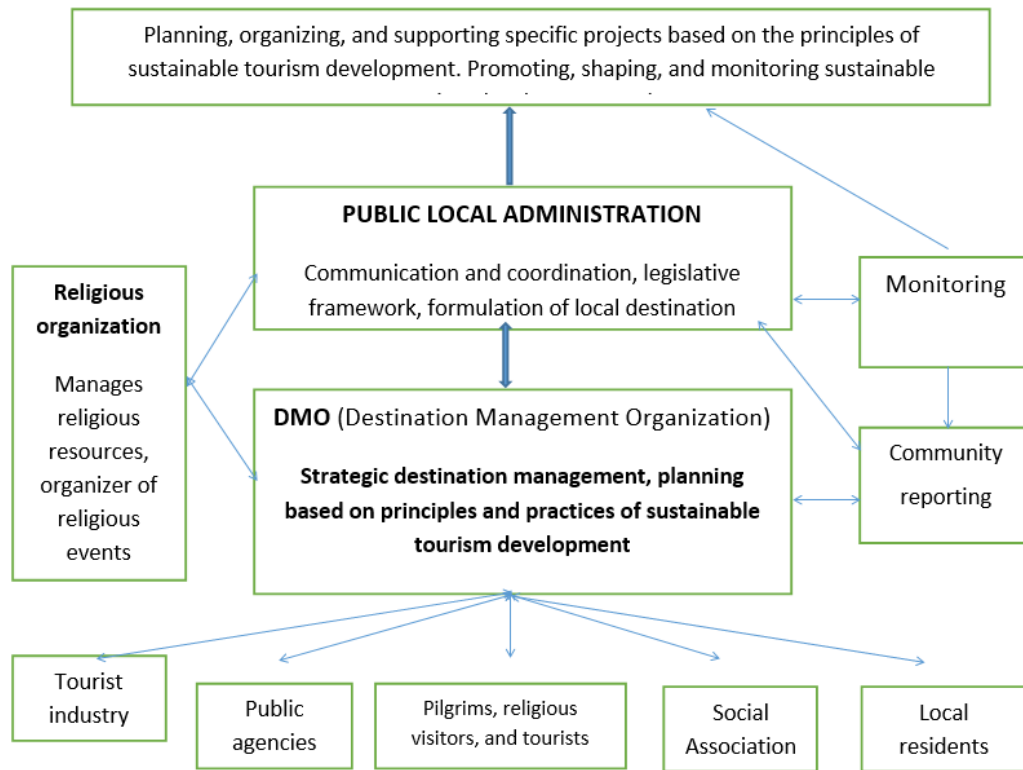 Planning, organizing, and supporting specific projects based on the principles of
sustainable tourism development. Promoting, shaping, and monitoring sustainable
PUBLIC LOCAL ADMINISTRATION
Communication and coordination, legislative
framework, formulation of local destination
Religious
organization
Manages
religious
resources,
organizer of
religious
events
Monitoring
DMO (Destination Management Organization)
Strategic destination management, planning
based on principles and practices of sustainable
tourism development
Community
reporting
Tourist
industry
Public
agencies
Pilgrims, religious
visitors, and tourists
Social
Association
Local
residents